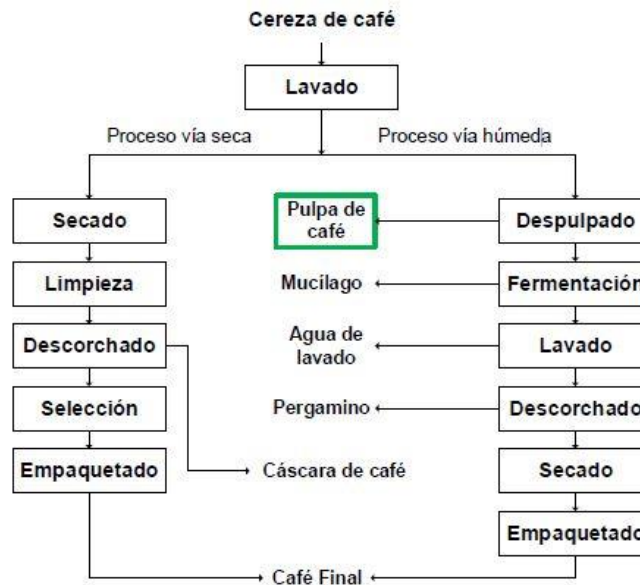 Cereza de café
Lavado
Proceso vía seca
Proceso vía húmeda
Secado
Pulpa de
café
Despulpado
Limpieza
Mucílago
Fermentación
Descorchado
Agua de
lavado
Lavado
Selección
Pergamino
Descorchado
Empaquetado
Cáscara de café
Secado
Empaquetado
Café Final